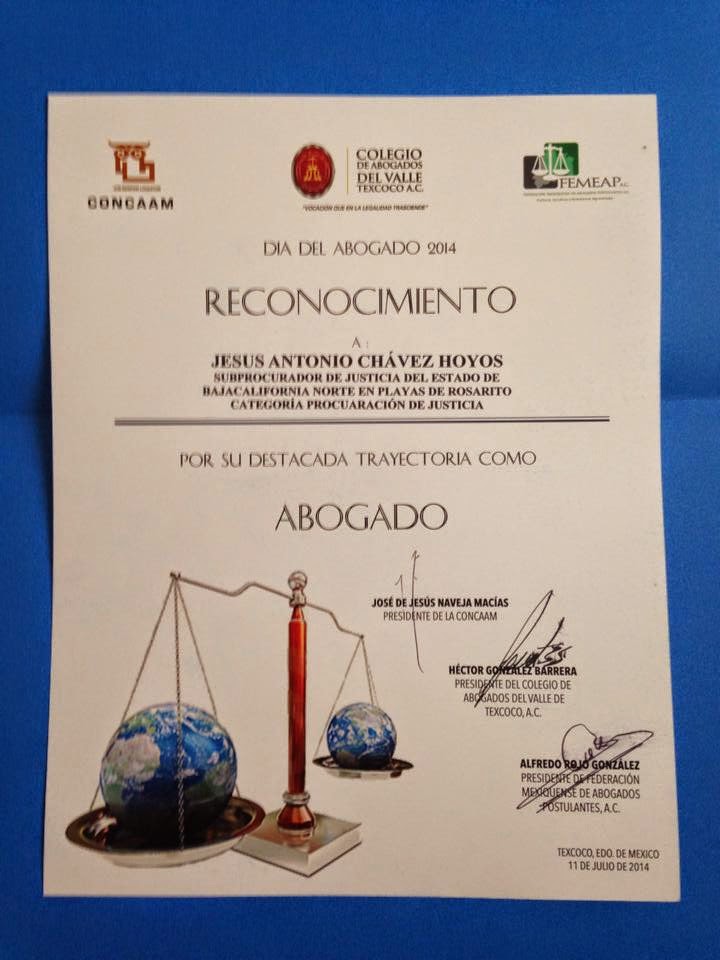 CONCAAM
COLEGIO
DE ABOGADOS
DEL VALLE
TEXCOCO A.C.
"VOCACIÓN QUE EN LA LEGALIDAD TRASCIENDE"
FEMEAP A.C.
DIA DEL ABOGADO 2014
RECONOCIMIENTO
A :
JESUS ANTONIO CHÁVEZ HOYOS
SUBPROCURADOR DE JUSTICIA DEL ESTADO DE
BAJACALIFORNIA NORTE EN PLAYAS DE ROSARITO
CATEGORÍA PROCUARACIÓN DE JUSTICIA
POR SU DESTACADA TRAYECTORIA COMO
ABOGADO
JOSÉ DE JESÚS NAVEJA MACÍAS
PRESIDENTE DE LA CONCAAM
HÉCTOR GONZÁLEZ BARRERA
PRESIDENTE DEL COLEGIO DE
ABOGADOS DEL VALLE DE
TEXCOCO, A.C.
ALFREDO ROJO GONZÁLEZ
PRESIDENTE DE FEDERACIÓN
MEXIQUENSE DE ABOGADOS
POSTULANTES, A.C.
TEXCOCO, EDO. DE MEXICO
11 DE JULIO DE 2014